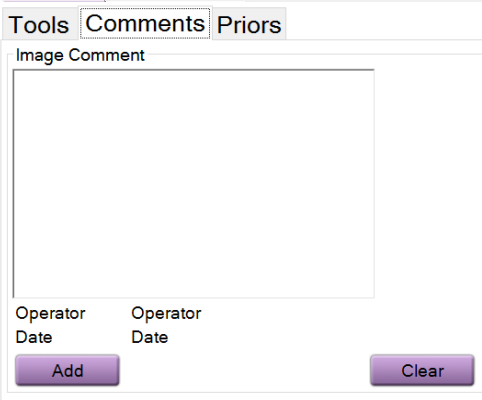 Tools Comments Priors
Image Comment
Operator Operator
Date Date
Add Clear